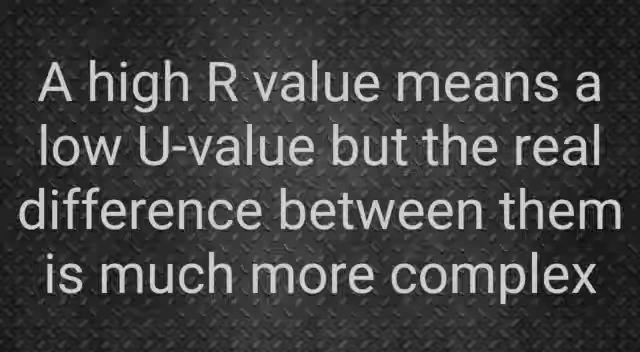 A high R value means a
low U-value but the real
difference between them
is much more complex